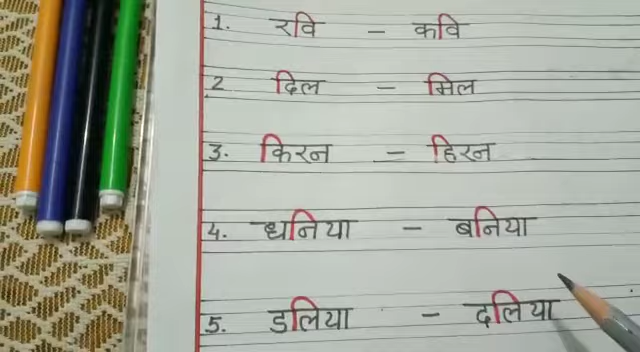 1. रवि – कवि
2 दिल – मिल
3. किरन – हिरन
4. धनिया – बनिया
5. डलिया – दलिया